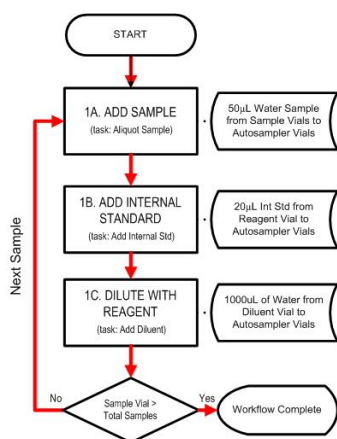 START
1A. ADD SAMPLE
(task: Aliquot Sample)
50µL Water Sample
from Sample Vials to
Autosampler Vials
1B. ADD INTERNAL
STANDARD
(task: Add Internal Std)
20µL Int Std from
Reagent Vial to
Autosampler Vials
1C. DILUTE WITH
REAGENT
(task: Add Diluent)
1000uL of Water from
Diluent Vial to
Autosampler Vials
Next Sample
No
Sample Vial >
Total Samples
Yes
Workflow Complete